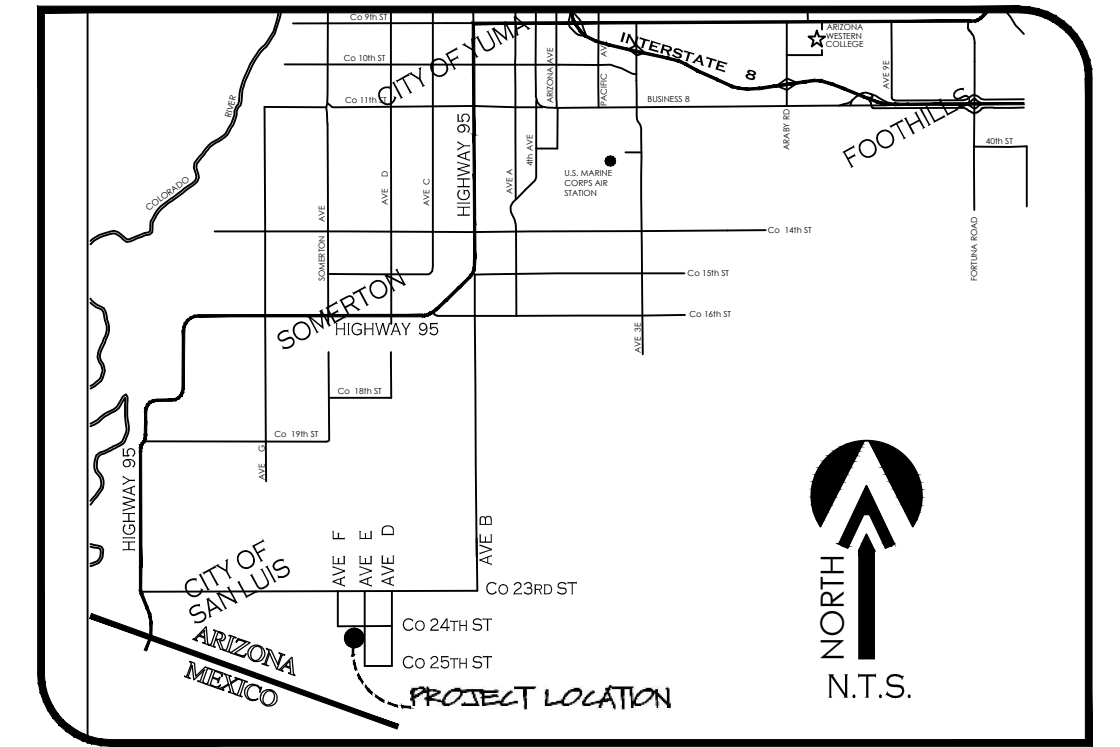 Co 9th ST
CITY OF YUMA
INTERSTATE 8
ARIZONA
WESTERN
COLLEGE
Co 10th ST
ARIZONA AVE
PACIFIC AV
AVE 9E
RIVER
Co 11th ST
BUSINESS 8
FOOTHILLS
ARABY RD
40th ST
HIGHWAY 95
4th AVE
U.S. MARINE
CORPS AIR
STATION
COLORADO
AVE D
AVE C
AVE A
SOMERTON AVE
Co 14th ST
FORTUNA ROAD
Co 15th ST
SOMERTON
Co 16th ST
HIGHWAY 95
AVE 3E
Co 18th ST
Co 19th ST
AVE G
HIGHWAY 95
CITY OF
SAN LUIS
AVE F
AVE E
AVE D
AVE B
Co 23RD ST
Co 24TH ST
Co 25TH ST
ARIZONA
MEXICO
PROJECT LOCATION
NORTH
N.T.S.